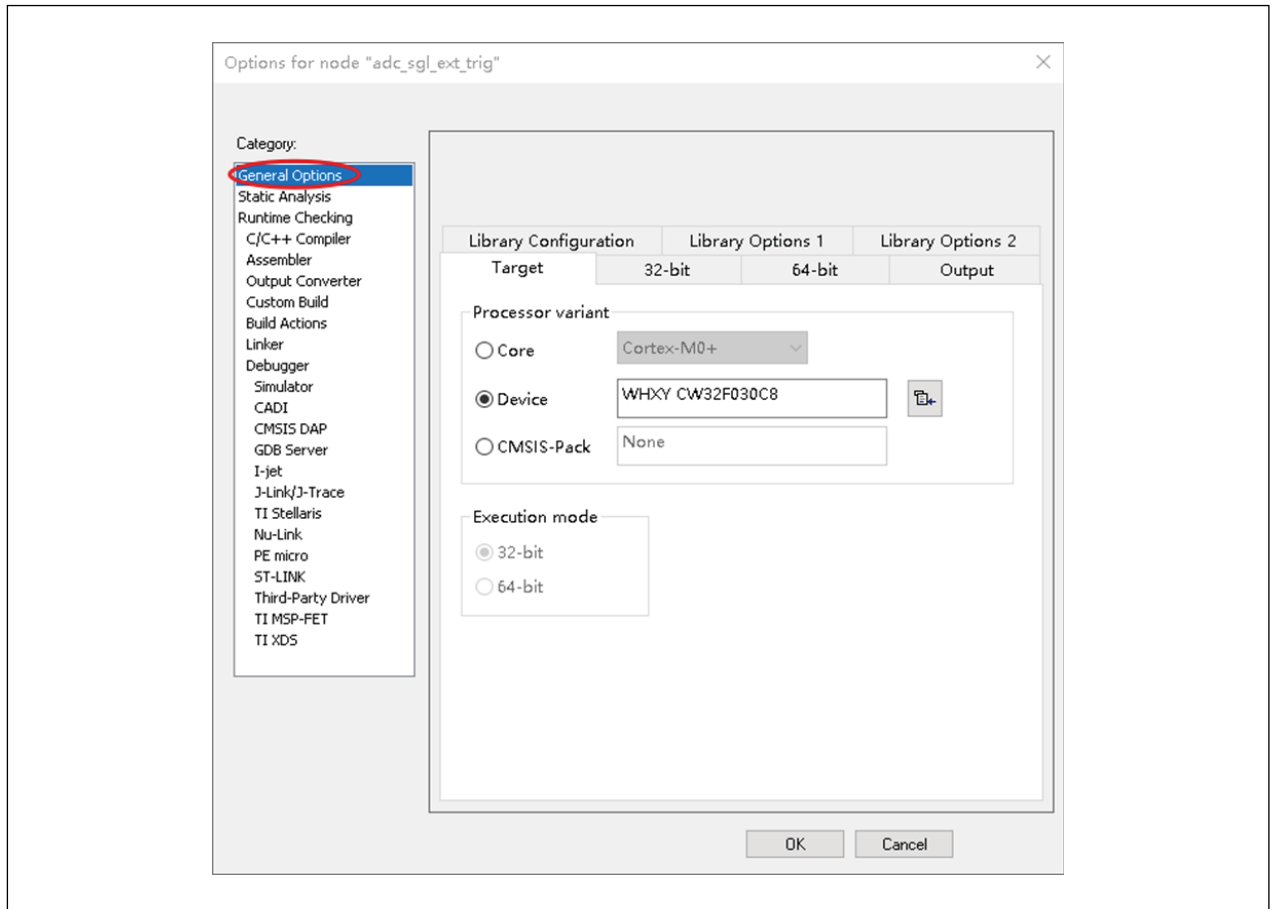 Options for node "adc_sgl_ext_trig"
Category:
General Options
Static Analysis
Runtime Checking
C/C++ Compiler
Assembler
Output Converter
Custom Build
Build Actions
Linker
Debugger
Simulator
CADI
CMSIS DAP
GDB Server
I-jet
J-Link/J-Trace
TI Stellaris
Nu-Link
PE micro
ST-LINK
Third-Party Driver
TI MSP-FET
TI XDS
Library Configuration Library Options 1 Library Options 2
Target 32-bit 64-bit Output
Processor variant
Core Cortex-M0+
Device WHXY CW32F030C8
CMSIS-Pack None
Execution mode
32-bit
64-bit
OK Cancel